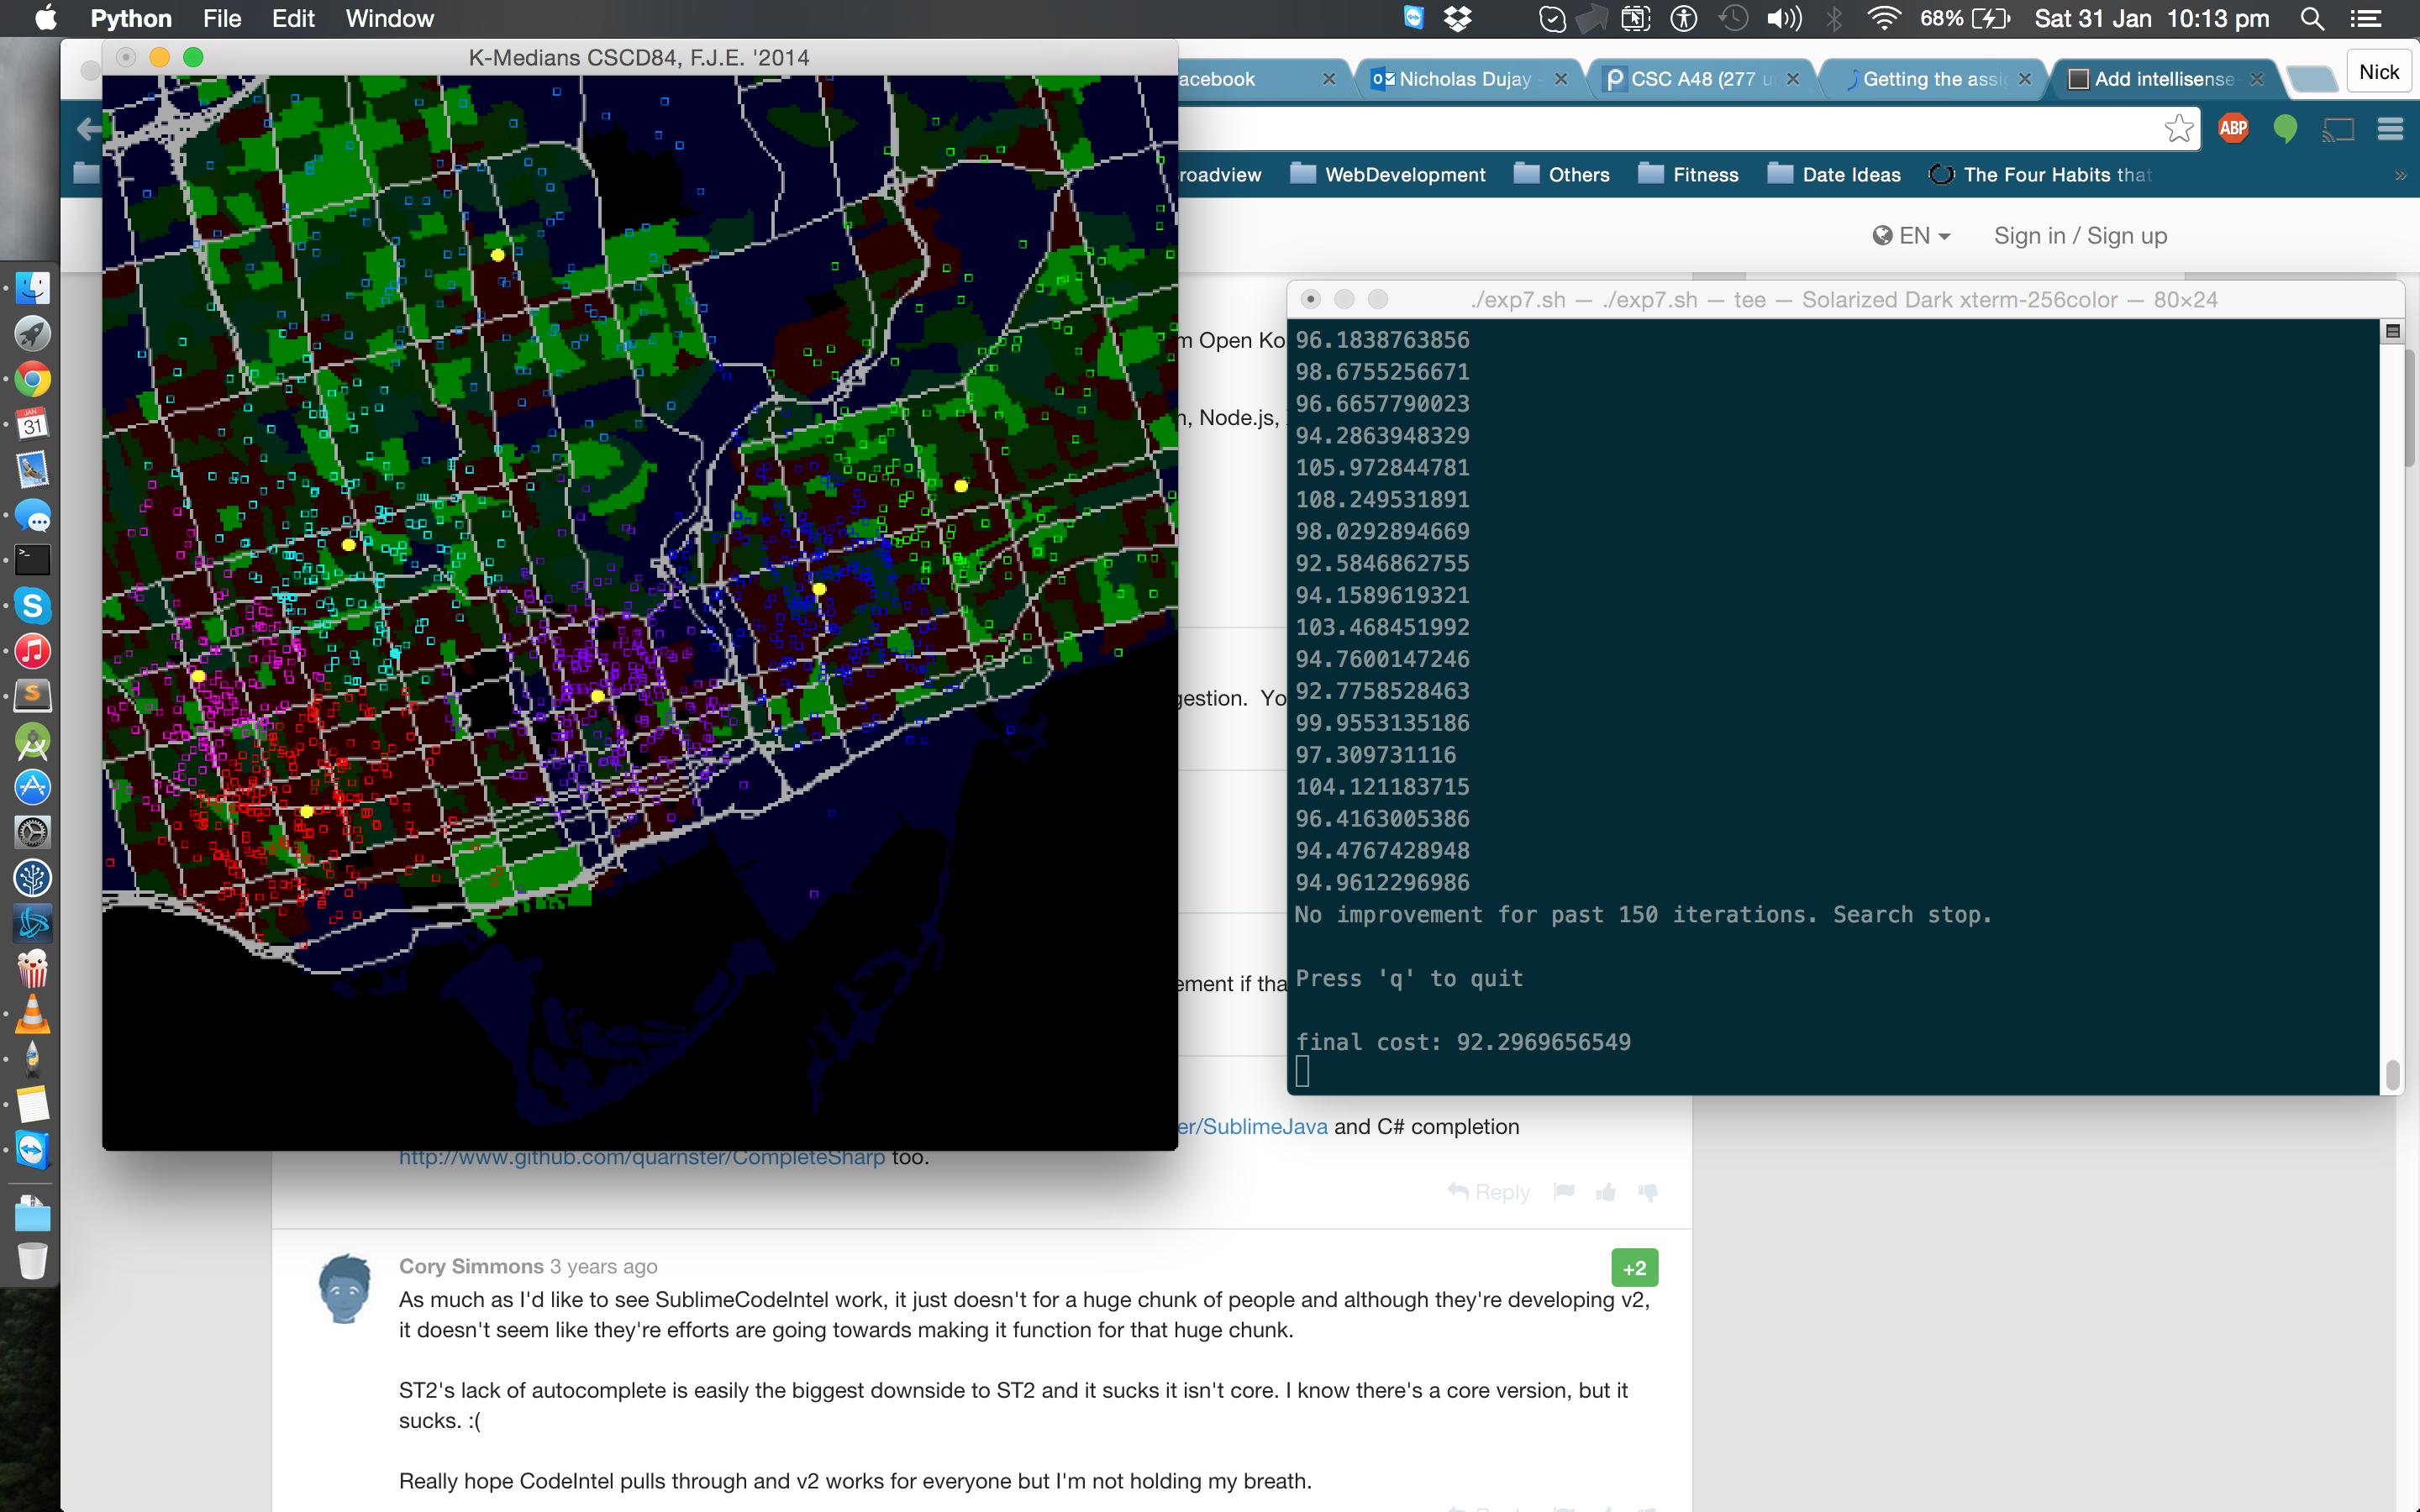 Python File Edit Window
68% Sat 31 Jan 10:13 pm
K-Medians CSCD84, F.J.E. '2014
acebook
Nicholas Dujay
CSC A48 (277
Getting the assi
Add intellisense
Nick
ABP
roadview WebDevelopment Others Fitness Date Ideas The Four Habits that
»
EN Sign in / Sign up
JAN
31
./exp7.sh — ./exp7.sh — tee — Solarized Dark xterm-256color — 80×24
m Open Ko
n, Node.js,
gestion. Yo
ement if tha
96.1838763856
98.6755256671
96.6657790023
94.2863948329
105.972844781
108.249531891
98.0292894669
92.5846862755
94.1589619321
103.468451992
94.7600147246
92.7758528463
99.9553135186
97.309731116
104.121183715
96.4163005386
94.4767428948
94.9612296986
No improvement for past 150 iterations. Search stop.
Press 'q' to quit
final cost: 92.2969656549
er/SublimeJava and C# completion
http://www.github.com/quarnster/CompleteSharp too.
Reply
Cory Simmons 3 years ago
+2
As much as I'd like to see SublimeCodeIntel work, it just doesn't for a huge chunk of people and although they're developing v2,
it doesn't seem like they're efforts are going towards making it function for that huge chunk.
ST2's lack of autocomplete is easily the biggest downside to ST2 and it sucks it isn't core. I know there's a core version, but it
sucks. :(
Really hope CodeIntel pulls through and v2 works for everyone but I'm not holding my breath.